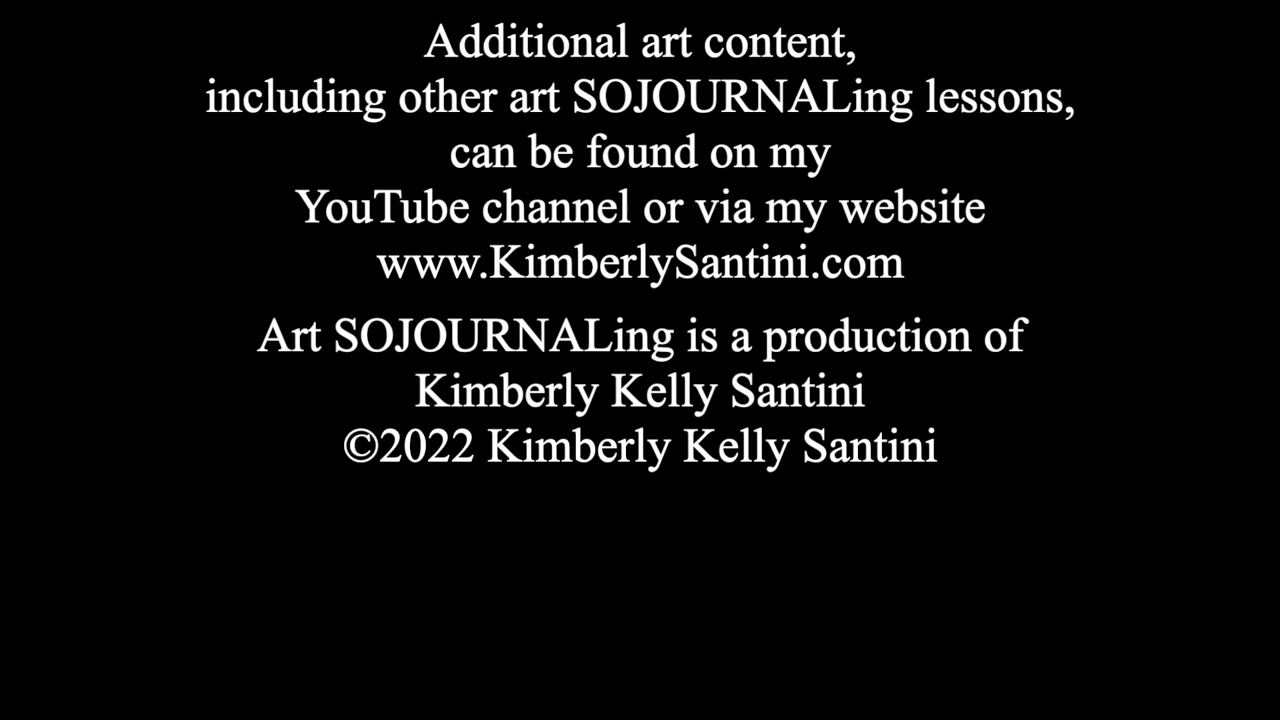 Additional art content,
including other art SOJOURNALing lessons,
can be found on my
YouTube channel or via my website
www.KimberlySantini.com
Art SOJOURNALing is a production of
Kimberly Kelly Santini
©2022 Kimberly Kelly Santini